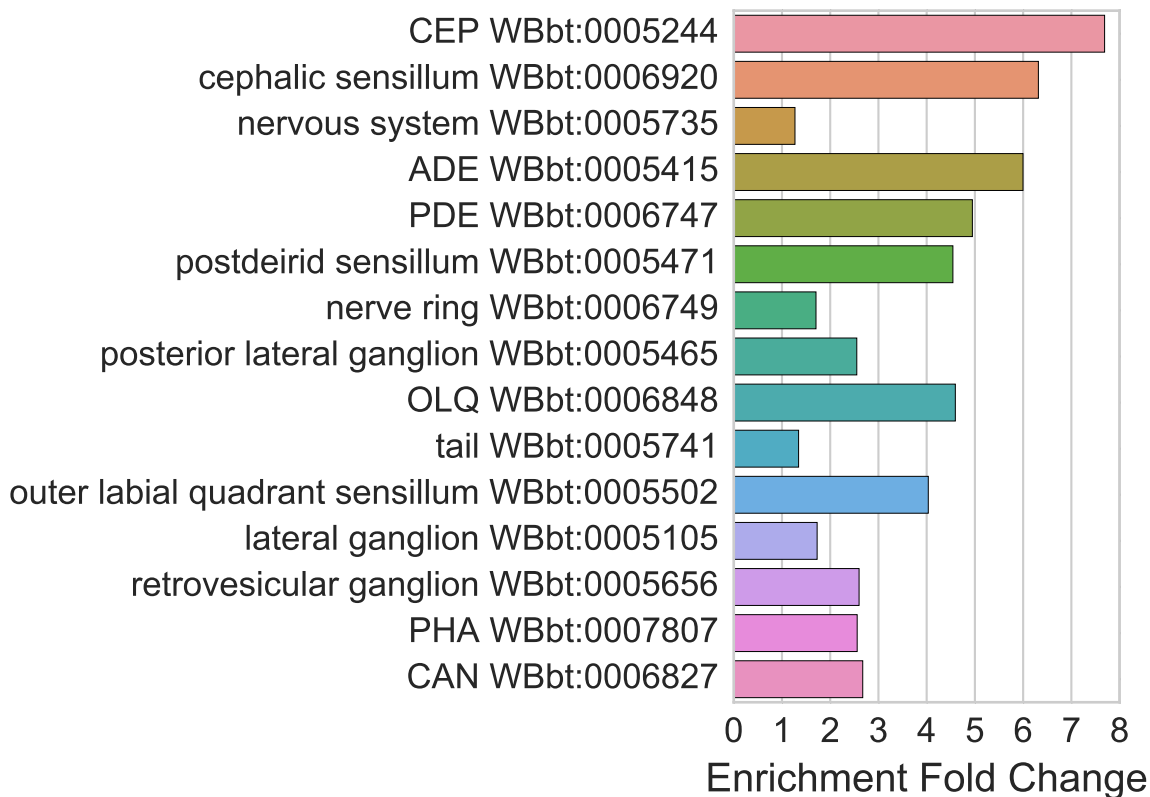 CEP WBbt:0005244
cephalic sensillum WBbt:0006920
nervous system WBbt:0005735
ADE WBbt:0005415
PDE WBbt:0006747
postdeirid sensillum WBbt:0005471
nerve ring WBbt:0006749
posterior lateral ganglion WBbt:0005465
OLQ WBbt:0006848
tail WBbt:0005741
outer labial quadrant sensillum WBbt:0005502
lateral ganglion WBbt:0005105
retrovesicular ganglion WBbt:0005656
PHA WBbt:0007807
CAN WBbt:0006827
0 1 2 3 4 5 6 7 8
Enrichment Fold Change